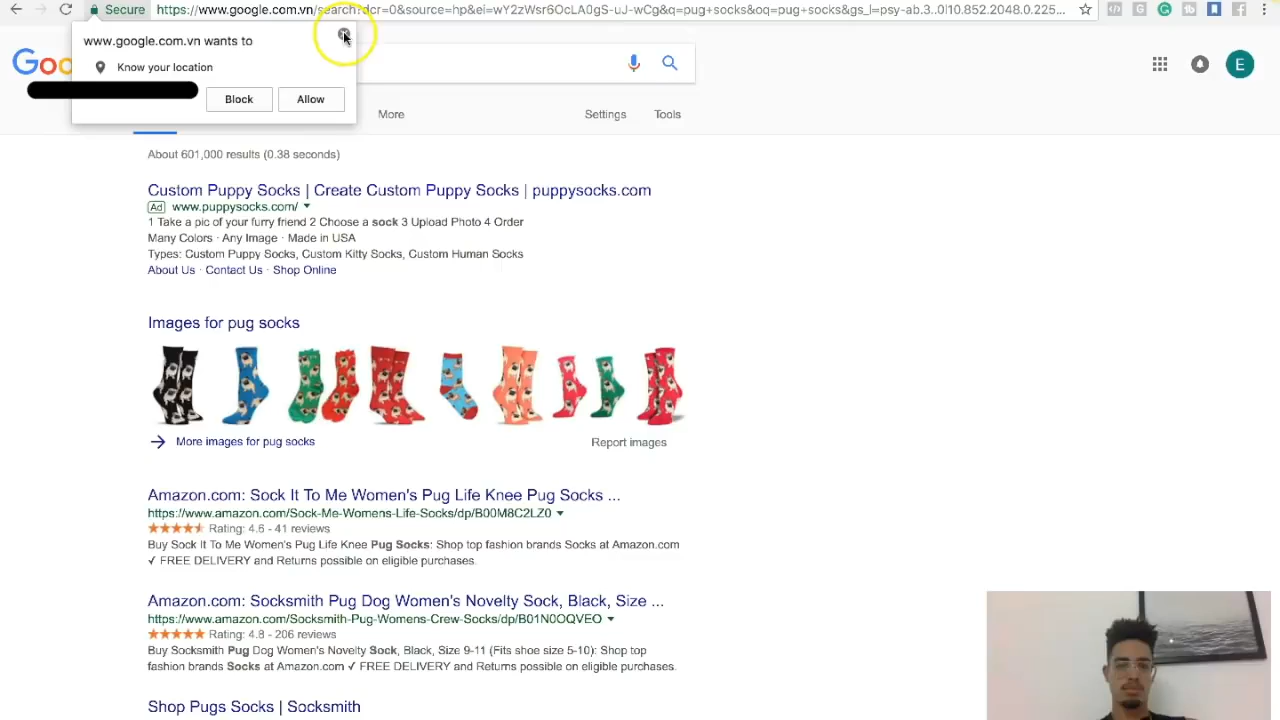 Secure https://www.google.com.vn/search?dcr=0&source=hp&ei=wY2zWsr6OcLA0gS-uJ-wCg&q=pug+socks&oq=pug+socks&gs_l=psy-ab.3..0l10.852.2048.0.225...
www.google.com.vn wants to
Know your location
Block Allow
Goo
More Settings Tools
E
About 601,000 results (0.38 seconds)
Custom Puppy Socks | Create Custom Puppy Socks | puppysocks.com
Ad www.puppysocks.com/
1 Take a pic of your furry friend 2 Choose a sock 3 Upload Photo 4 Order
Many Colors · Any Image · Made in USA
Types: Custom Puppy Socks, Custom Kitty Socks, Custom Human Socks
About Us · Contact Us · Shop Online
Images for pug socks
More images for pug socks Report images
Amazon.com: Sock It To Me Women's Pug Life Knee Pug Socks ...
https://www.amazon.com/Sock-Me-Womens-Life-Socks/dp/B00M8C2LZ0
Rating: 4.6 - 41 reviews
Buy Sock It To Me Women's Pug Life Knee Pug Socks: Shop top fashion brands Socks at Amazon.com
✓ FREE DELIVERY and Returns possible on eligible purchases.
Amazon.com: Socksmith Pug Dog Women's Novelty Sock, Black, Size ...
https://www.amazon.com/Socksmith-Pug-Womens-Crew-Socks/dp/B01N0OQVEO
Rating: 4.8 - 206 reviews
Buy Socksmith Pug Dog Women's Novelty Sock, Black, Size 9-11 (Fits shoe size 5-10): Shop top
fashion brands Socks at Amazon.com ✓ FREE DELIVERY and Returns possible on eligible purchases.
Shop Pugs Socks | Socksmith